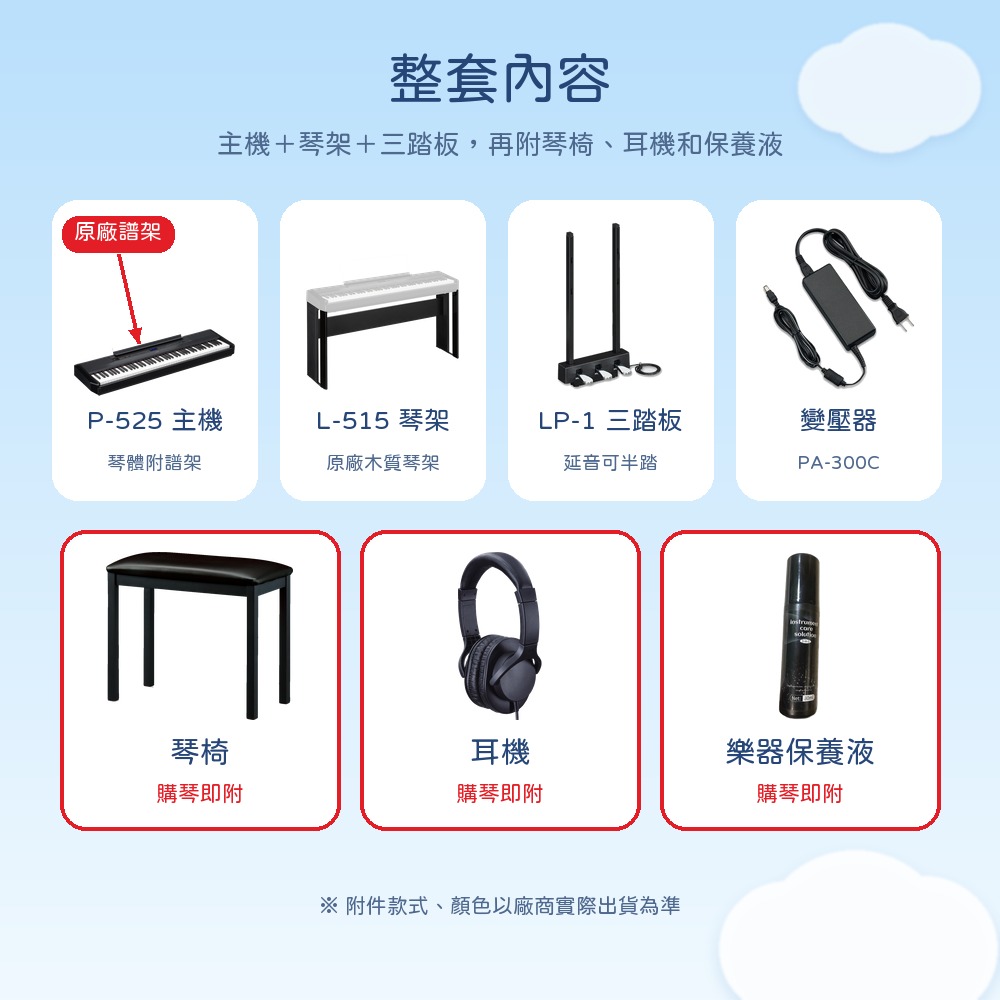 整套內容
主機＋琴架＋三踏板，再附琴椅、耳機和保養液
原廠譜架
P-525 主機
琴體附譜架
L-515 琴架
原廠木質琴架
LP-1 三踏板
延音可半踏
變壓器
PA-300C
琴椅
購琴即附
耳機
購琴即附
instrument
care
solution
樂器保養液
購琴即附
※ 附件款式、顏色以廠商實際出貨為準